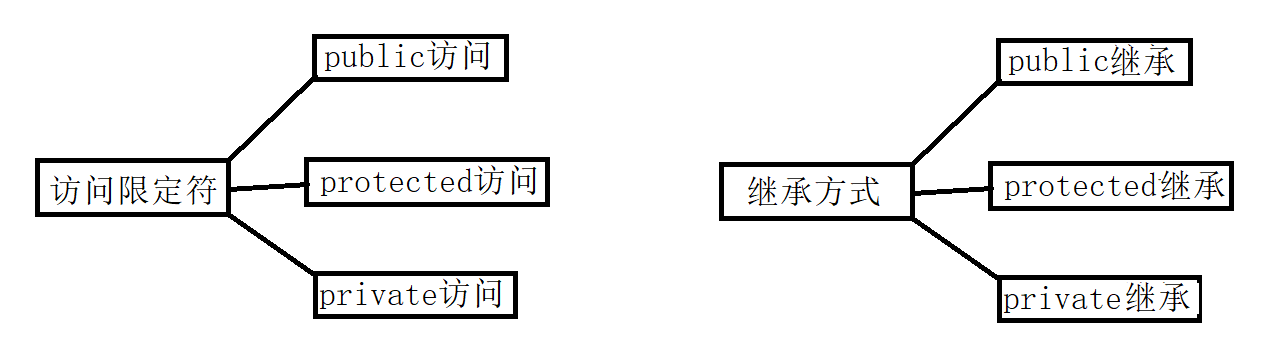 public访问
访问限定符
protected访问
private访问
public继承
继承方式
protected继承
private继承